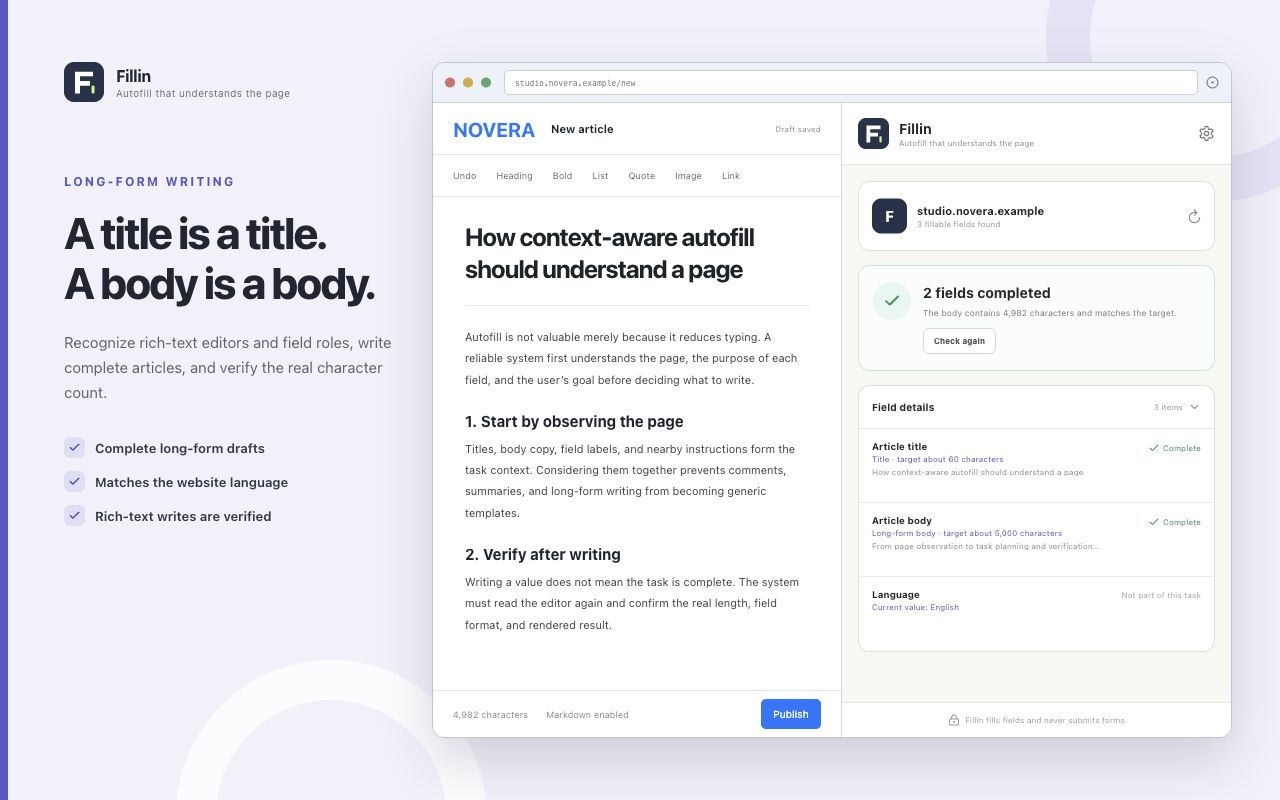 Fillin
Autofill that understands the page
LONG-FORM WRITING
A title is a title.
A body is a body.
Recognize rich-text editors and field roles, write
complete articles, and verify the real character
count.
Complete long-form drafts
Matches the website language
Rich-text writes are verified
studio.novera.example/new
NOVERA
New article
Draft saved
Undo Heading Bold List Quote Image Link
How context-aware autofill
should understand a page
Autofill is not valuable merely because it reduces typing. A
reliable system first understands the page, the purpose of each
field, and the user’s goal before deciding what to write.
1. Start by observing the page
Titles, body copy, field labels, and nearby instructions form the
task context. Considering them together prevents comments,
summaries, and long-form writing from becoming generic
templates.
2. Verify after writing
Writing a value does not mean the task is complete. The system
must read the editor again and confirm the real length, field
format, and rendered result.
4,982 characters
Markdown enabled
Publish
Fillin
Autofill that understands the page
F
studio.novera.example
3 fillable fields found
2 fields completed
The body contains 4,982 characters and matches the target.
Check again
Field details
3 items
Article title
Complete
Title · target about 60 characters
How context-aware autofill should understand a page
Article body
Complete
Long-form body · target about 5,000 characters
From page observation to task planning and verification...
Language
Not part of this task
Current value: English
Fillin fills fields and never submits forms